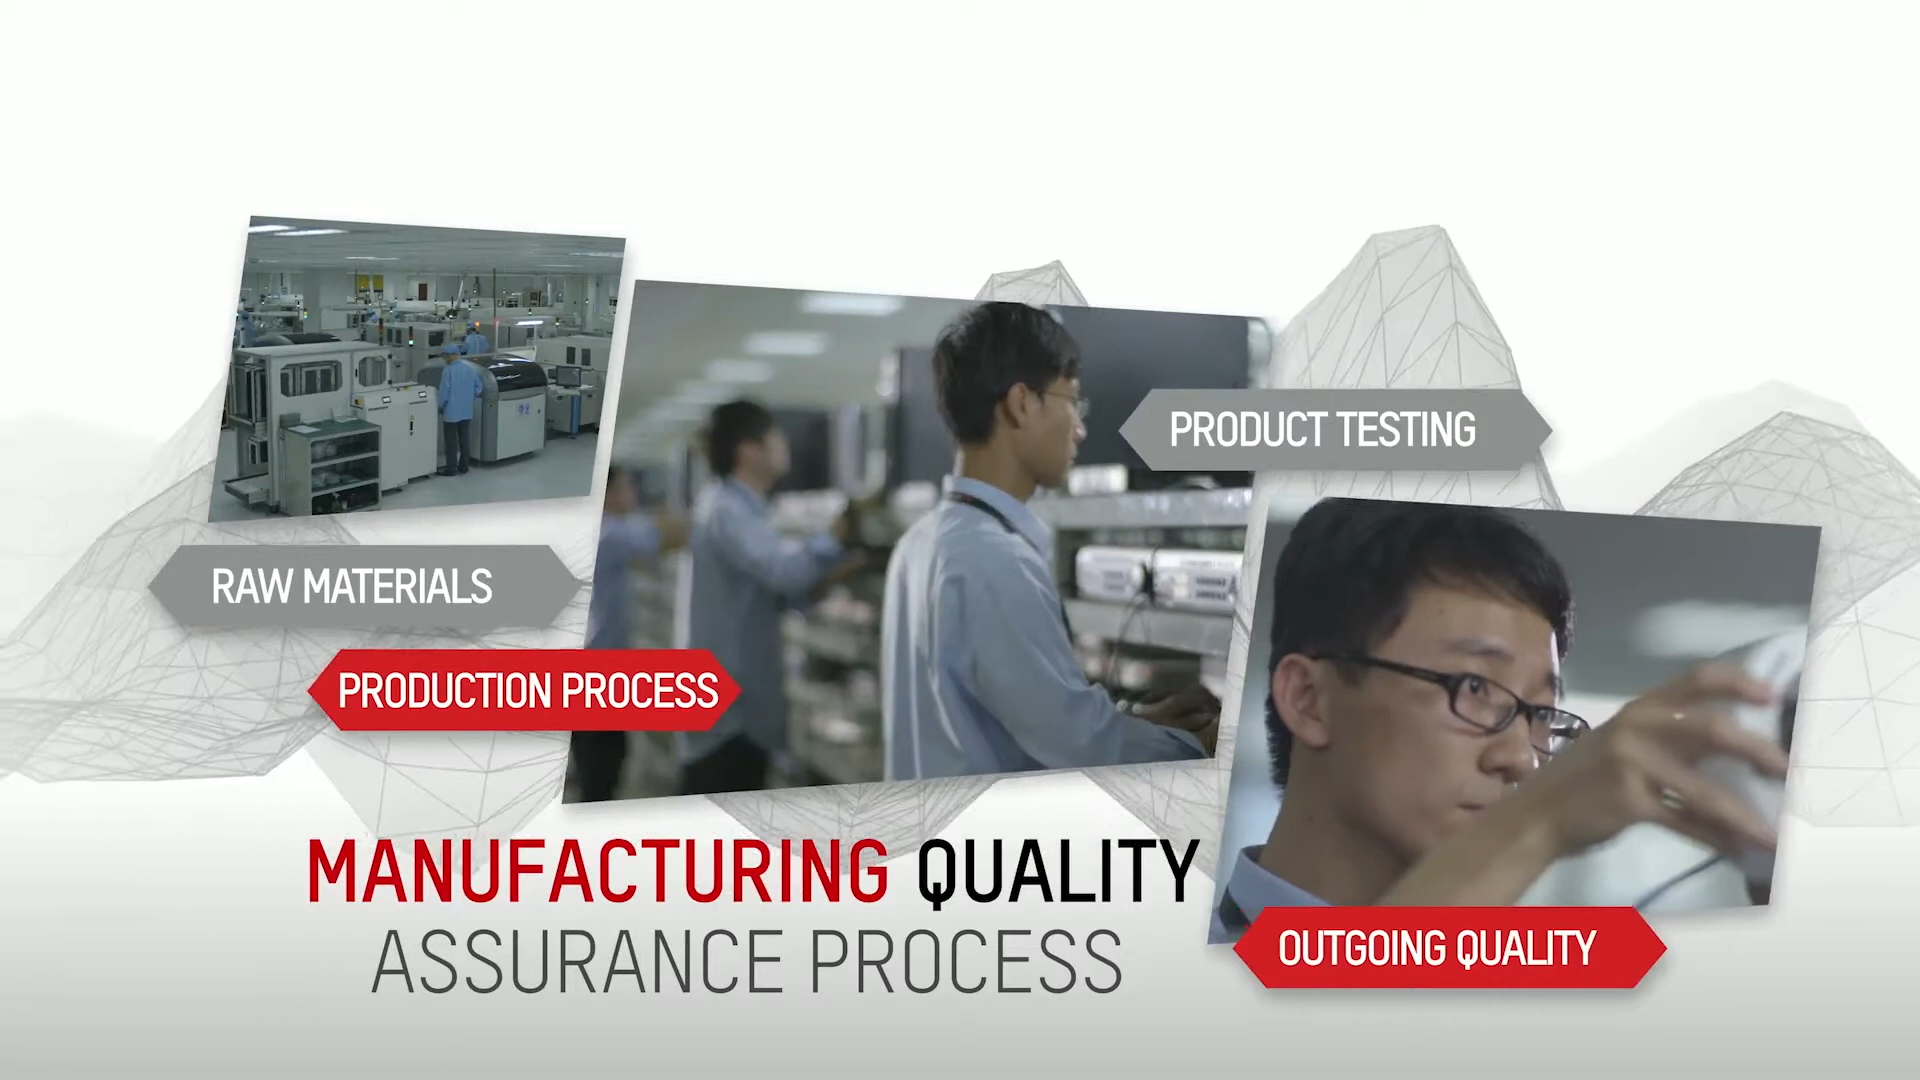 PRODUCT TESTING
RAW MATERIALS
PRODUCTION PROCESS
MANUFACTURING QUALITY
ASSURANCE PROCESS
OUTGOING QUALITY